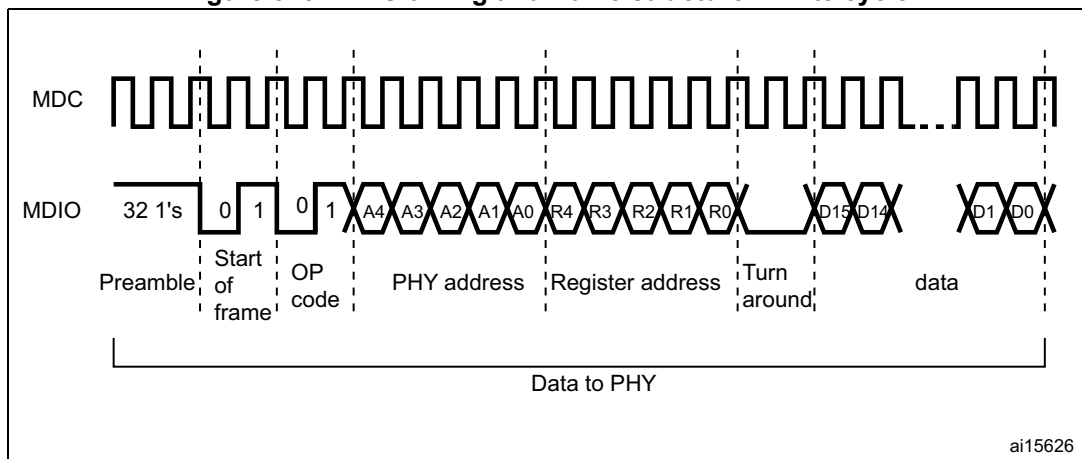 MDC
MDIO
32 1's 0 1 0 1 A4 A3 A2 A1 A0 R4 R3 R2 R1 R0 D15 D14 D1 D0
Preamble
Start
of
frame
OP
code
PHY address
Register address
Turn
around
data
Data to PHY
ai15626